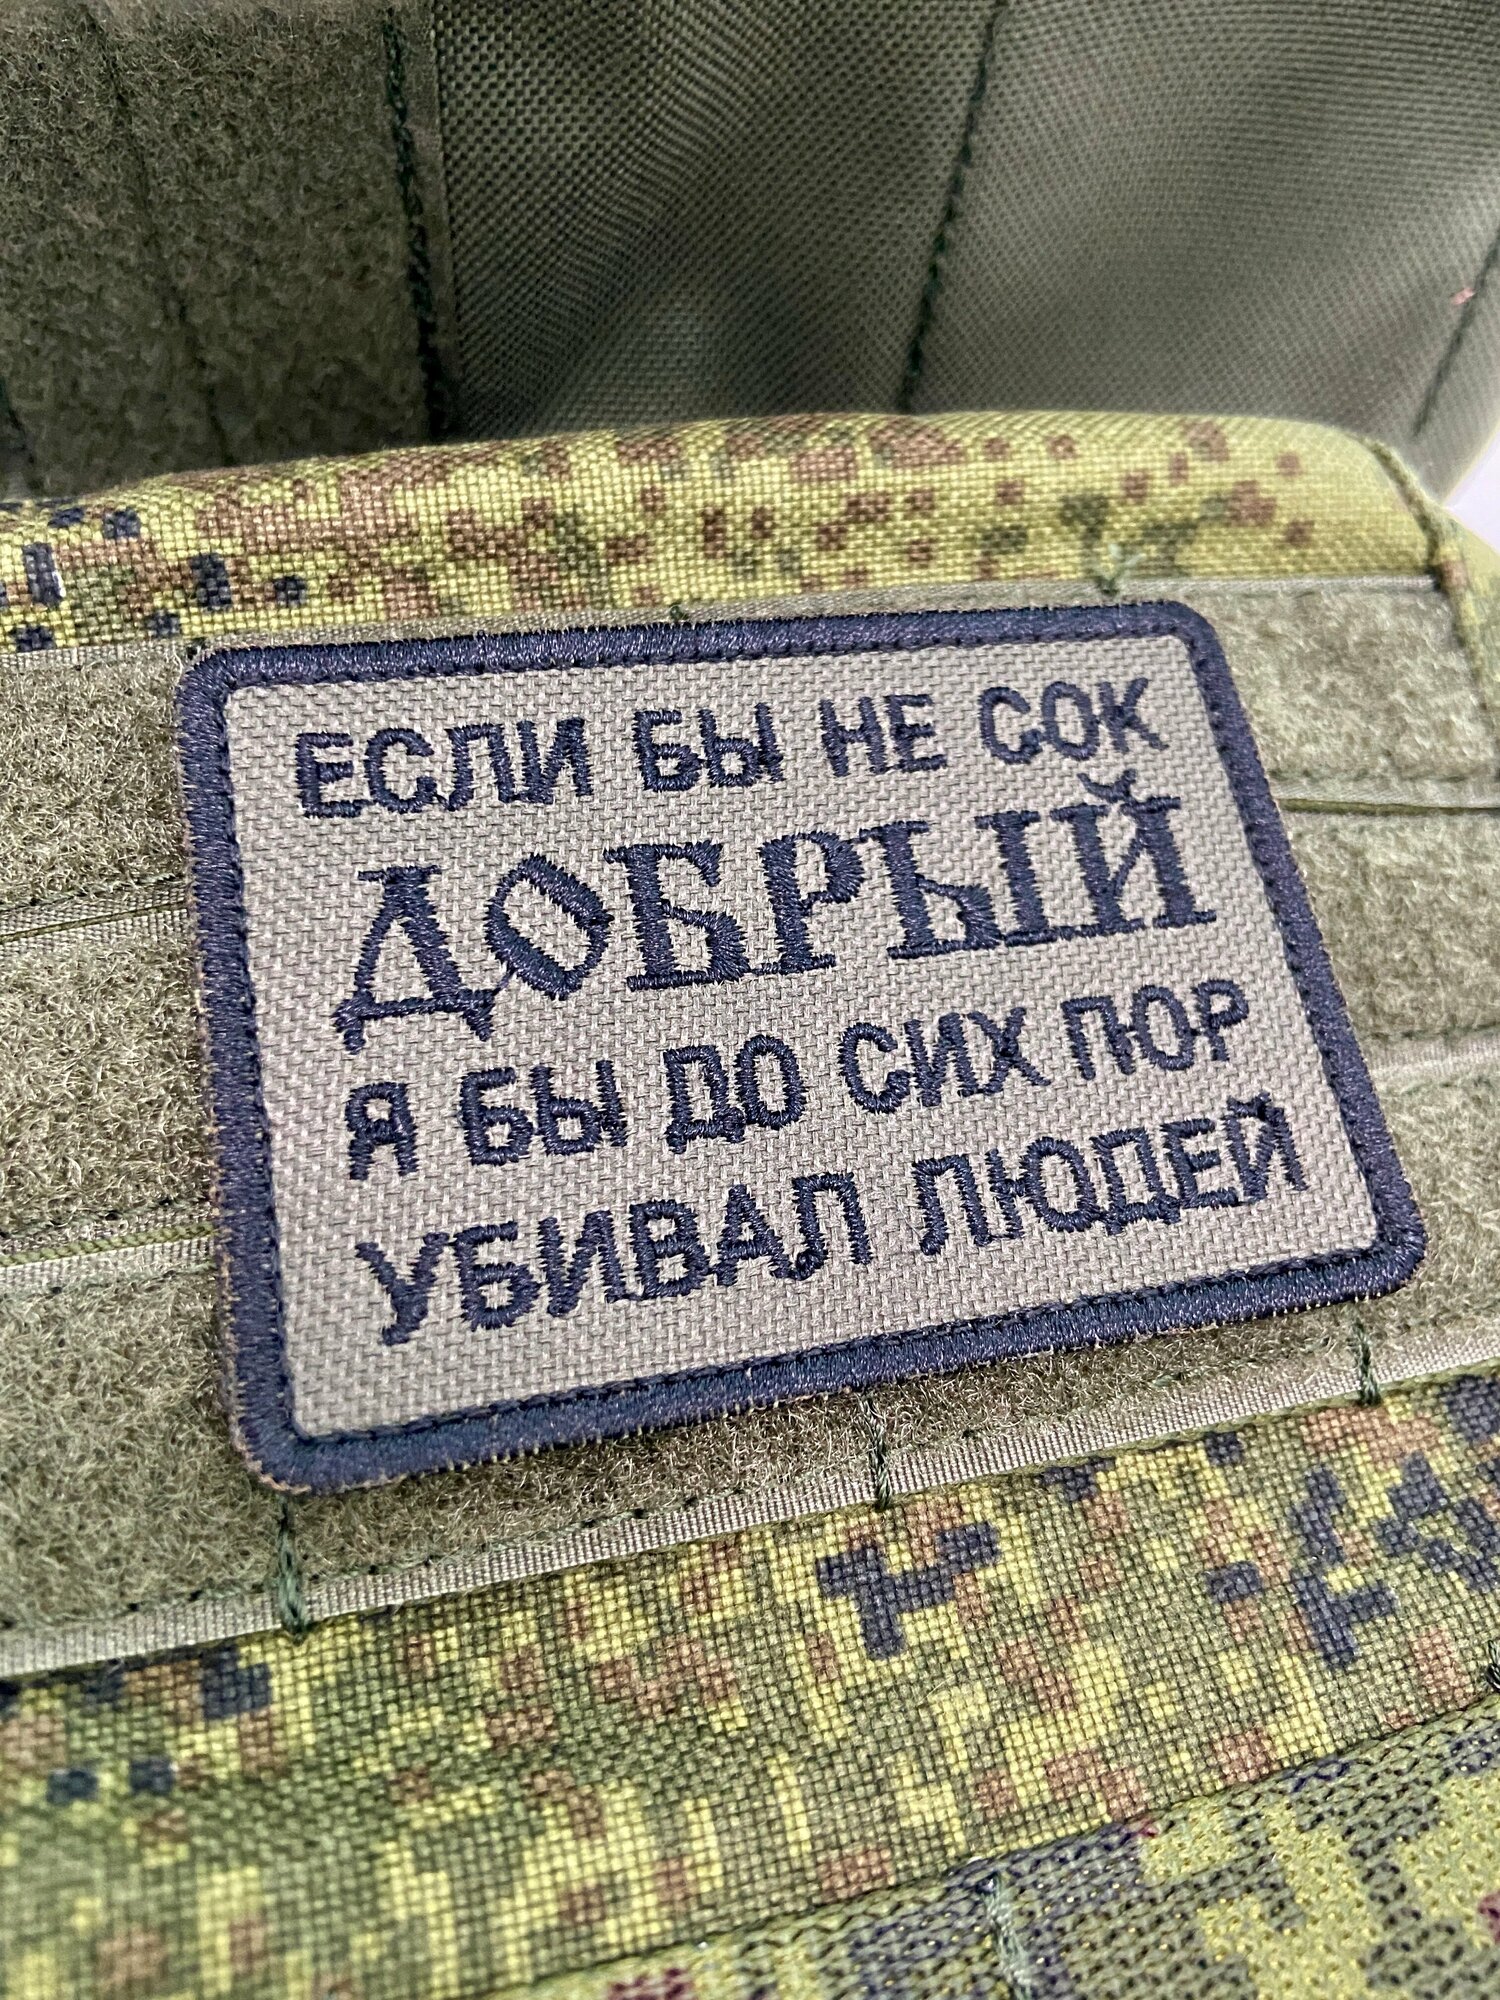 ЕСЛИ БЫ НЕ СОК
ДОБРЫЙ
Я БЫ ДО СИХ ПОР
УБИВАЛ ЛЮДЕЙ